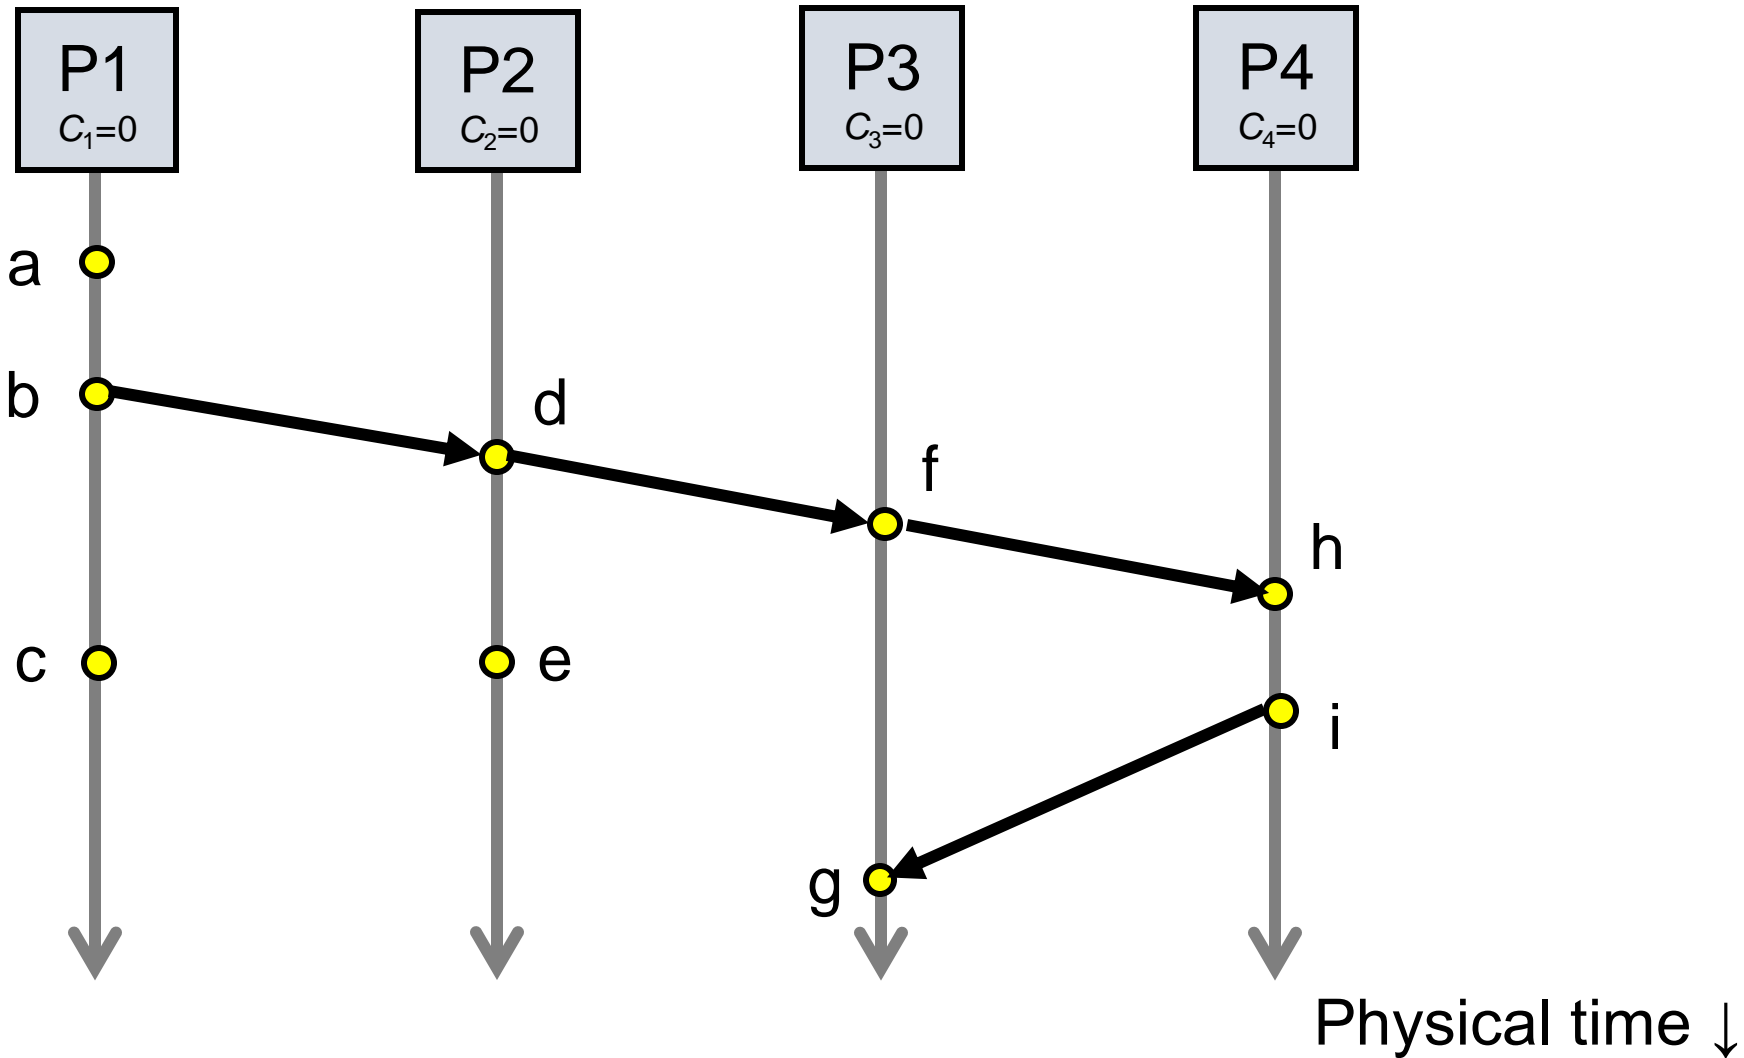 P1
C₁=0
P2
C₂=0
P3
C₃=0
P4
C₄=0
a
b
d
f
h
c
e
i
g
Physical time ↓